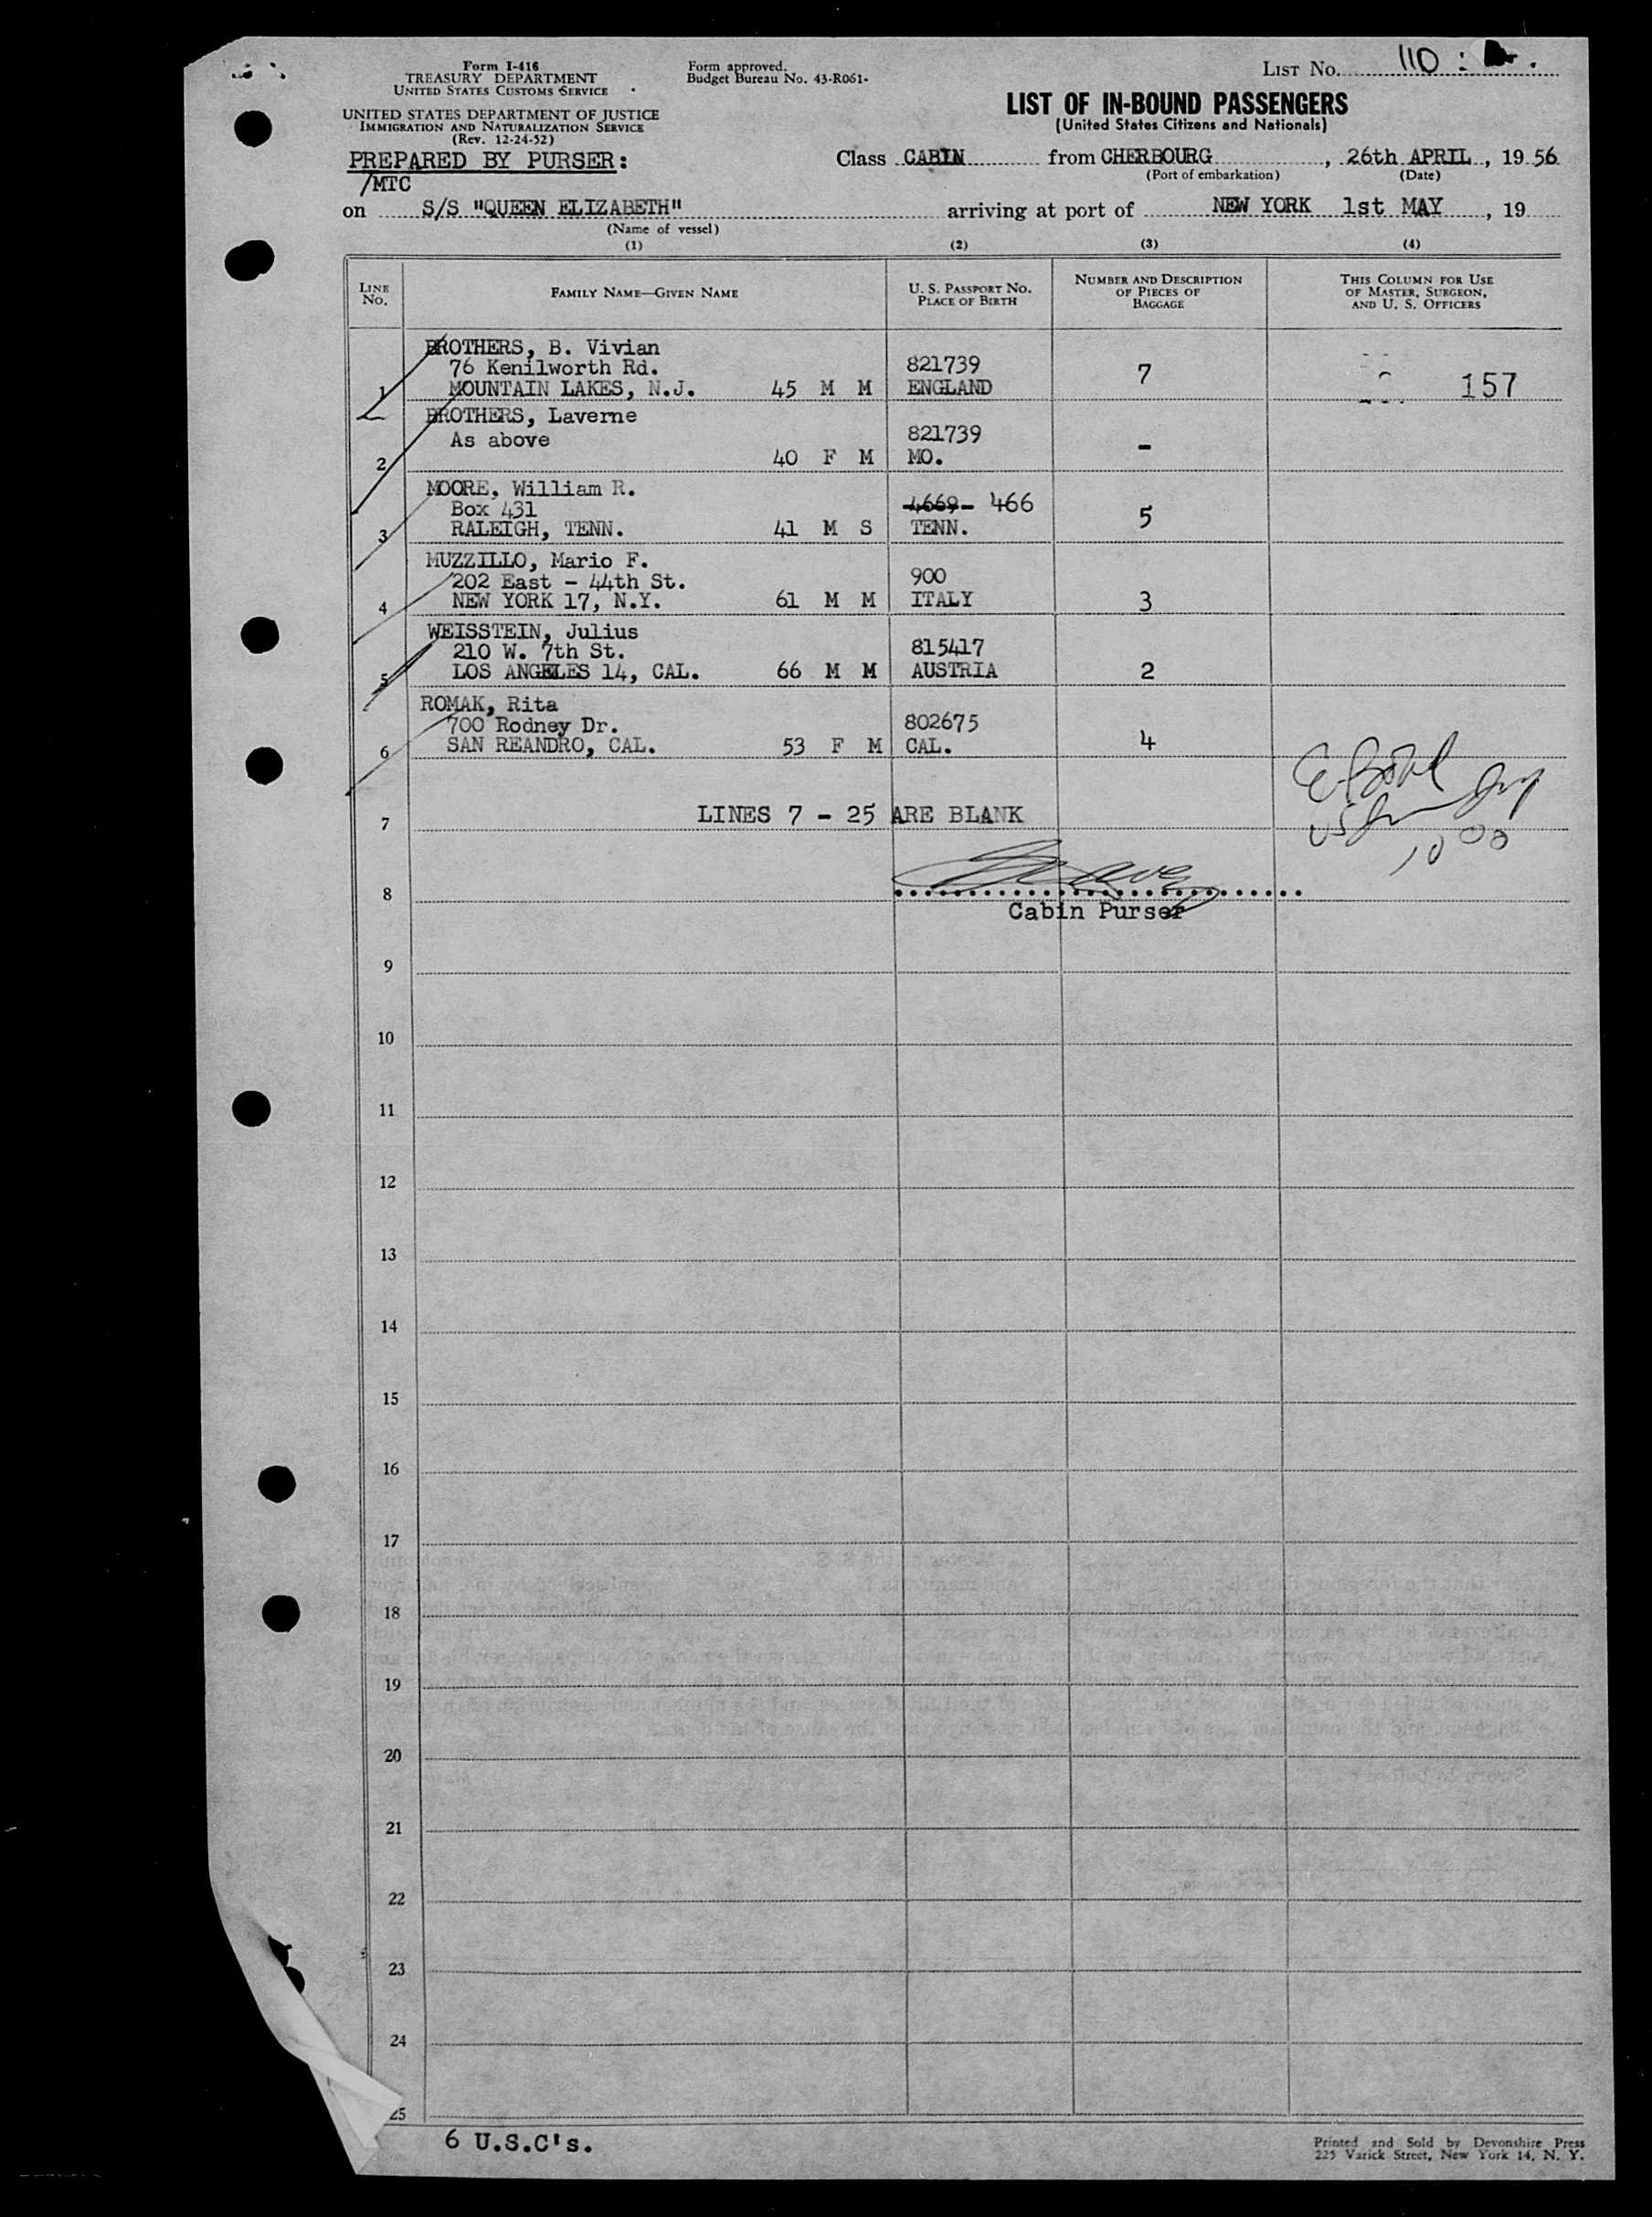 Form I-416
TREASURY DEPARTMENT
UNITED STATES CUSTOMS SERVICE
UNITED STATES DEPARTMENT OF JUSTICE
IMMIGRATION AND NATURALIZATION SERVICE
(Rev. 12-24-52)
Form approved.
Budget Bureau No. 43-R061-
LIST No. 110
LIST OF IN-BOUND PASSENGERS
(United States Citizens and Nationals)
PREPARED BY PURSER:
/MTC
Class CABIN from CHERBOURG, 26th APRIL, 19 56
(Port of embarkation) (Date)
on S/S "QUEEN ELIZABETH" arriving at port of NEW YORK 1st MAY, 19
(Name of vessel)
(1) (2) (3) (4)
LINE No. FAMILY NAME—GIVEN NAME U. S. PASSPORT No. PLACE OF BIRTH NUMBER AND DESCRIPTION OF PIECES OF BAGGAGE THIS COLUMN FOR USE OF MASTER, SURGEON, AND U. S. OFFICERS
BROTHERS, B. Vivian
76 Kenilworth Rd. 821739
1 MOUNTAIN LAKES, N.J. 45 M M ENGLAND 7 157
BROTHERS, Laverne
As above 821739
2 40 F M MO. -
MOORE, William R.
Box 431 4669- 466
3 RALEIGH, TENN. 41 M S TENN. 5
MUZZILLO, Mario F.
202 East - 44th St. 900
4 NEW YORK 17, N.Y. 61 M M ITALY 3
WEISSTEIN, Julius
210 W. 7th St. 815417
5 LOS ANGELES 14, CAL. 66 M M AUSTRIA 2
ROMAK, Rita
700 Rodney Dr. 802675
6 SAN REANDRO, CAL. 53 F M CAL. 4
7 LINES 7 - 25 ARE BLANK
8
Cabin Purser
9
10
11
12
13
14
15
16
17
18
19
20
21
22
23
24
25
6 U.S.C's.
Printed and Sold by Devonshire Press
225 Varick Street, New York 14, N. Y.